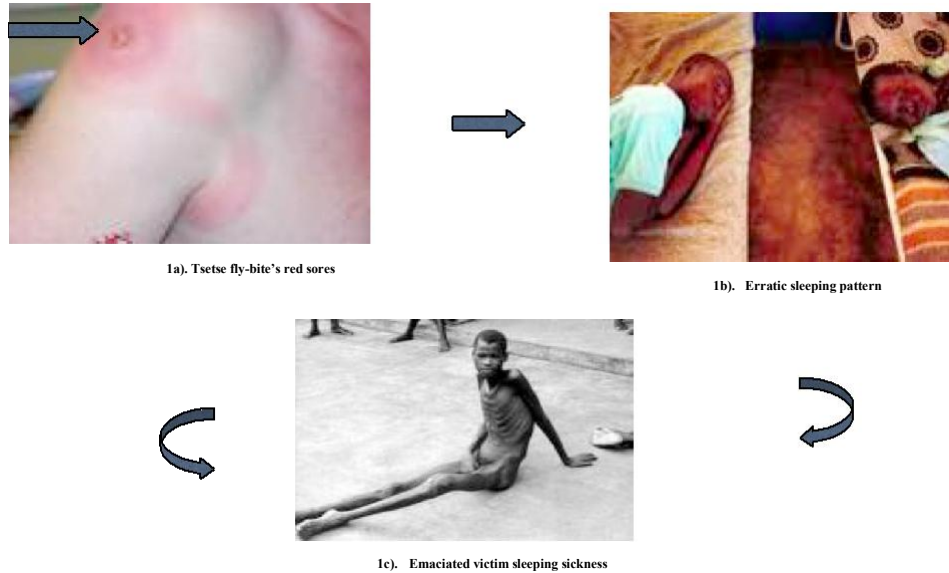 1a). Tsetse fly-bite's red sores
1b). Erratic sleeping pattern
1c). Emaciated victim sleeping sickness